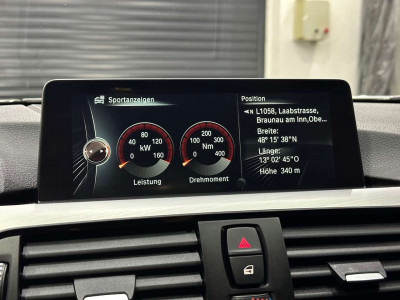 Sportanzeigen
80
40
120
kW
0
160
Leistung
200
100
300
Nm
0
400
Drehmoment
Position
N L1058, Laabstrasse,
Braunau am Inn,Obe...
Breite:
48° 15' 38"N
Länge:
13° 02' 45"O
Höhe 340 m